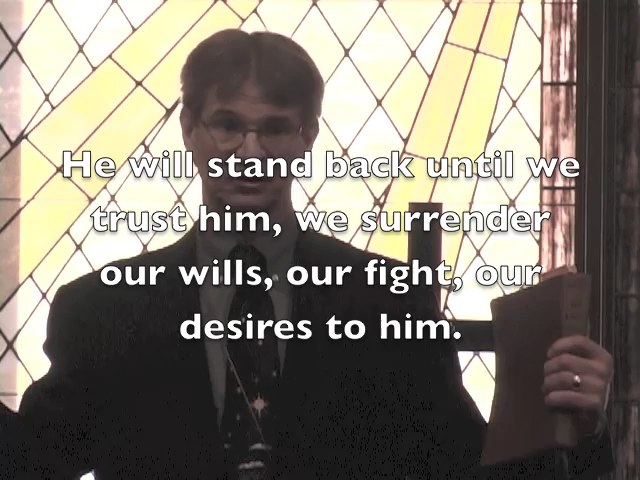 He will stand back until we
trust him, we surrender
our wills, our fight, our
desires to him.